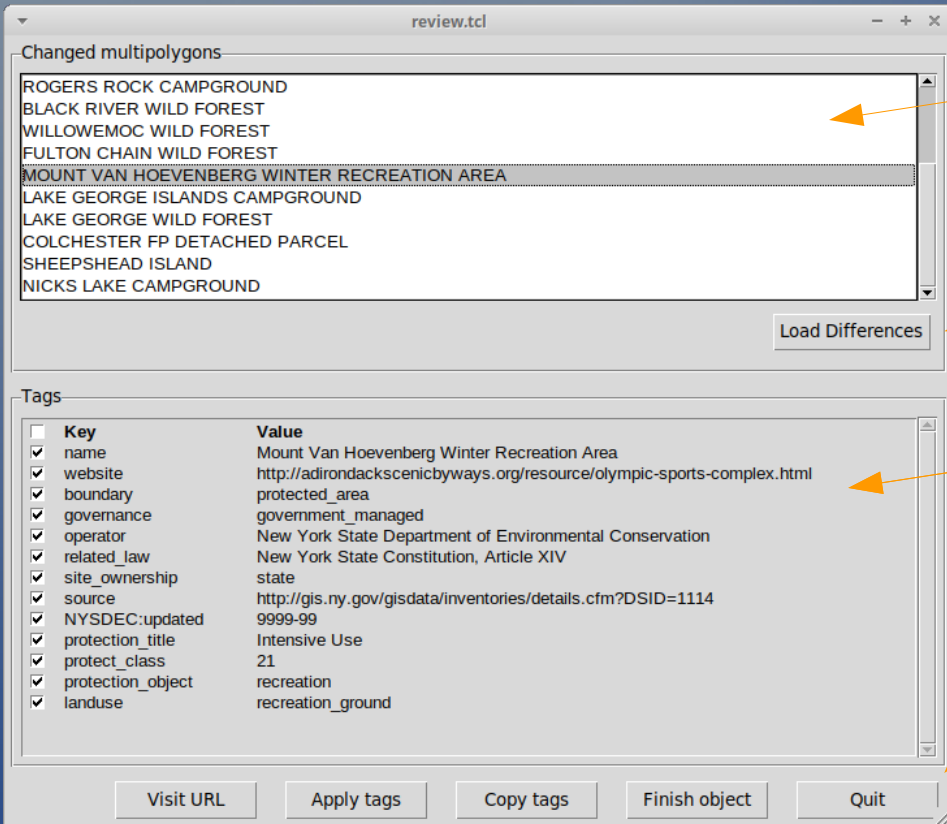 review.tcl
Changed multipolygons
ROGERS ROCK CAMPGROUND
BLACK RIVER WILD FOREST
WILLOWEMOC WILD FOREST
FULTON CHAIN WILD FOREST
MOUNT VAN HOEVENBERG WINTER RECREATION AREA
LAKE GEORGE ISLANDS CAMPGROUND
LAKE GEORGE WILD FOREST
COLCHESTER FP DETACHED PARCEL
SHEEPSHEAD ISLAND
NICKS LAKE CAMPGROUND
Load Differences
Tags
Key Value
name Mount Van Hoevenberg Winter Recreation Area
website http://adirondackscenicbyways.org/resource/olympic-sports-complex.html
boundary protected_area
governance government_managed
operator New York State Department of Environmental Conservation
related_law New York State Constitution, Article XIV
site_ownership state
source http://gis.ny.gov/gisdata/inventories/details.cfm?DSID=1114
NYSDEC:updated 9999-99
protection_title Intensive Use
protect_class 21
protection_object recreation
landuse recreation_ground
Visit URL Apply tags Copy tags Finish object Quit